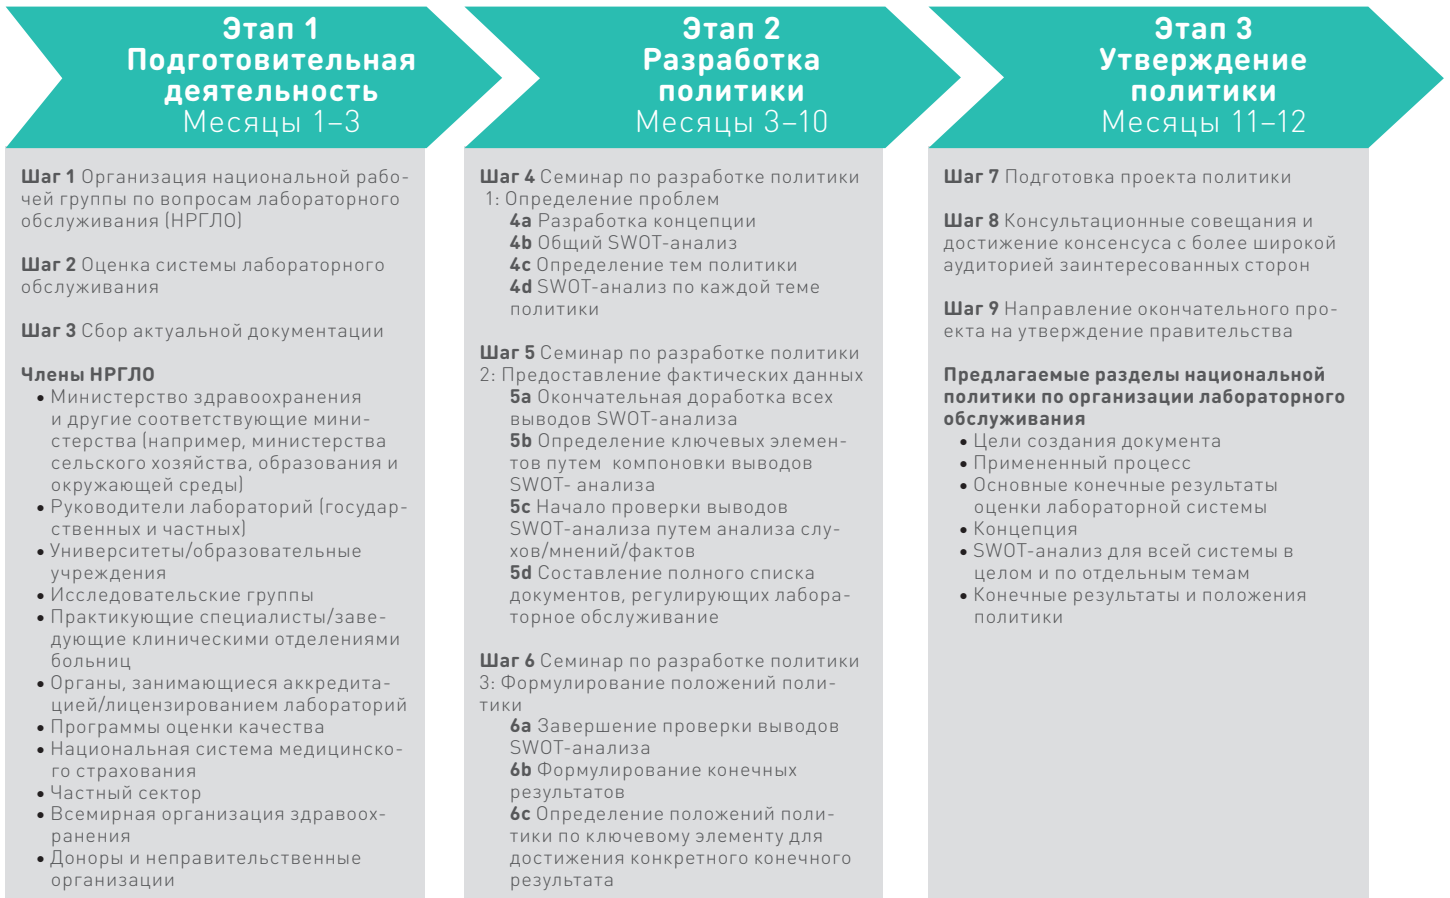 Этап 1
Подготовительная
деятельность
Месяцы 1–3
Шаг 1 Организация национальной рабо-
чей группы по вопросам лабораторного
обслуживания (НРГЛО)
Шаг 2 Оценка системы лабораторного
обслуживания
Шаг 3 Сбор актуальной документации
Члены НРГЛО
• Министерство здравоохранения
и другие соответствующие мини-
стерства (например, министерства
сельского хозяйства, образования и
окружающей среды)
• Руководители лабораторий (государ-
ственных и частных)
• Университеты/образовательные
учреждения
• Исследовательские группы
• Практикующие специалисты/заве-
дующие клиническими отделениями
больниц
• Органы, занимающиеся аккредита-
цией/лицензированием лабораторий
• Программы оценки качества
• Национальная система медицинско-
го страхования
• Частный сектор
• Всемирная организация здравоох-
ранения
• Доноры и неправительственные
организации
Этап 2
Разработка
политики
Месяцы 3–10
Шаг 4 Семинар по разработке политики
1: Определение проблем
4a Разработка концепции
4b Общий SWOT-анализ
4c Определение тем политики
4d SWOT-анализ по каждой теме
политики
Шаг 5 Семинар по разработке политики
2: Предоставление фактических данных
5a Окончательная доработка всех
выводов SWOT-анализа
5b Определение ключевых элемен-
тов путем компоновки выводов
SWOT- анализа
5c Начало проверки выводов
SWOT-анализа путем анализа слу-
хов/мнений/фактов
5d Составление полного списка
документов, регулирующих лабора-
торное обслуживание
Шаг 6 Семинар по разработке политики
3: Формулирование положений поли-
тики
6a Завершение проверки выводов
SWOT-анализа
6b Формулирование конечных
результатов
6c Определение положений поли-
тики по ключевому элементу для
достижения конкретного конечного
результата
Этап 3
Утверждение
политики
Месяцы 11–12
Шаг 7 Подготовка проекта политики
Шаг 8 Консультационные совещания и
достижение консенсуса с более широкой
аудиторией заинтересованных сторон
Шаг 9 Направление окончательного про-
екта на утверждение правительства
Предлагаемые разделы национальной
политики по организации лабораторного
обслуживания
• Цели создания документа
• Примененный процесс
• Основные конечные результаты
оценки лабораторной системы
• Концепция
• SWOT-анализ для всей системы в
целом и по отдельным темам
• Конечные результаты и положения
политики